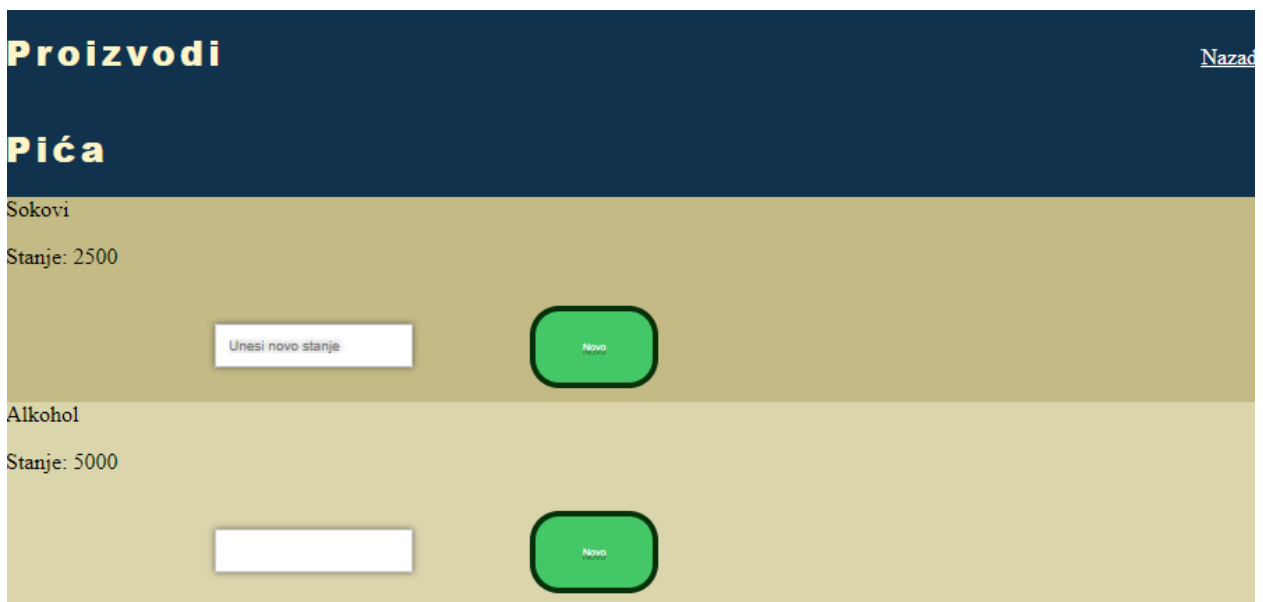 Proizvodi
Nazad
Pića
Sokovi
Stanje: 2500
Unesi novo stanje
Novo
Alkohol
Stanje: 5000
Novo